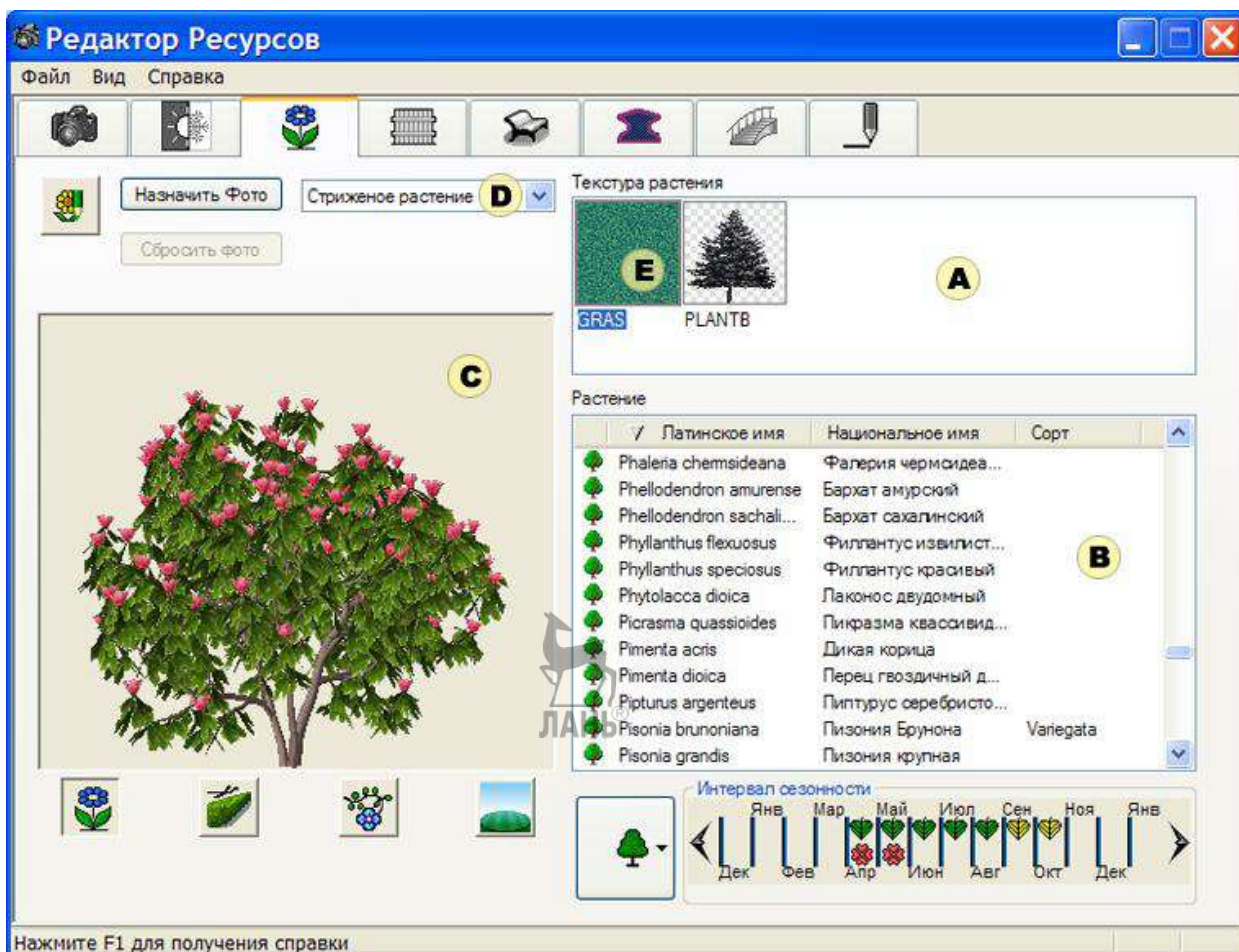 Редактор Ресурсов
Файл Вид Справка
Назначить Фото
Стриженое растение
D
Сбросить фото
Текстура растения
E
A
GRAS PLANTB
C
Растение
Латинское имя Национальное имя Сорт
Phaleria chermsideana Фалерия чермсидеа...
Phellodendron amurense Бархат амурский
Phellodendron sachali... Бархат сахалинский
Phyllanthus flexuosus Филлантус извилист...
Phyllanthus speciosus Филлантус красивый
B
Phytolacca dioica Лаконос двудомный
Picrasma quassioides Пикразма квассивид...
Pimenta acris Дикая корица
Pimenta dioica Перец гвоздичный д...
Pipturus argenteus Пиптурус серебристо...
Pisonia brunoniana Пизония Брунона Variegata
Pisonia grandis Пизония крупная
ЛАНЬ®
Интервал сезонности
Янв Мар Май Июл Сен Ноя Янв
Дек Фев Апр Июн Авг Окт Дек
Нажмите F1 для получения справки